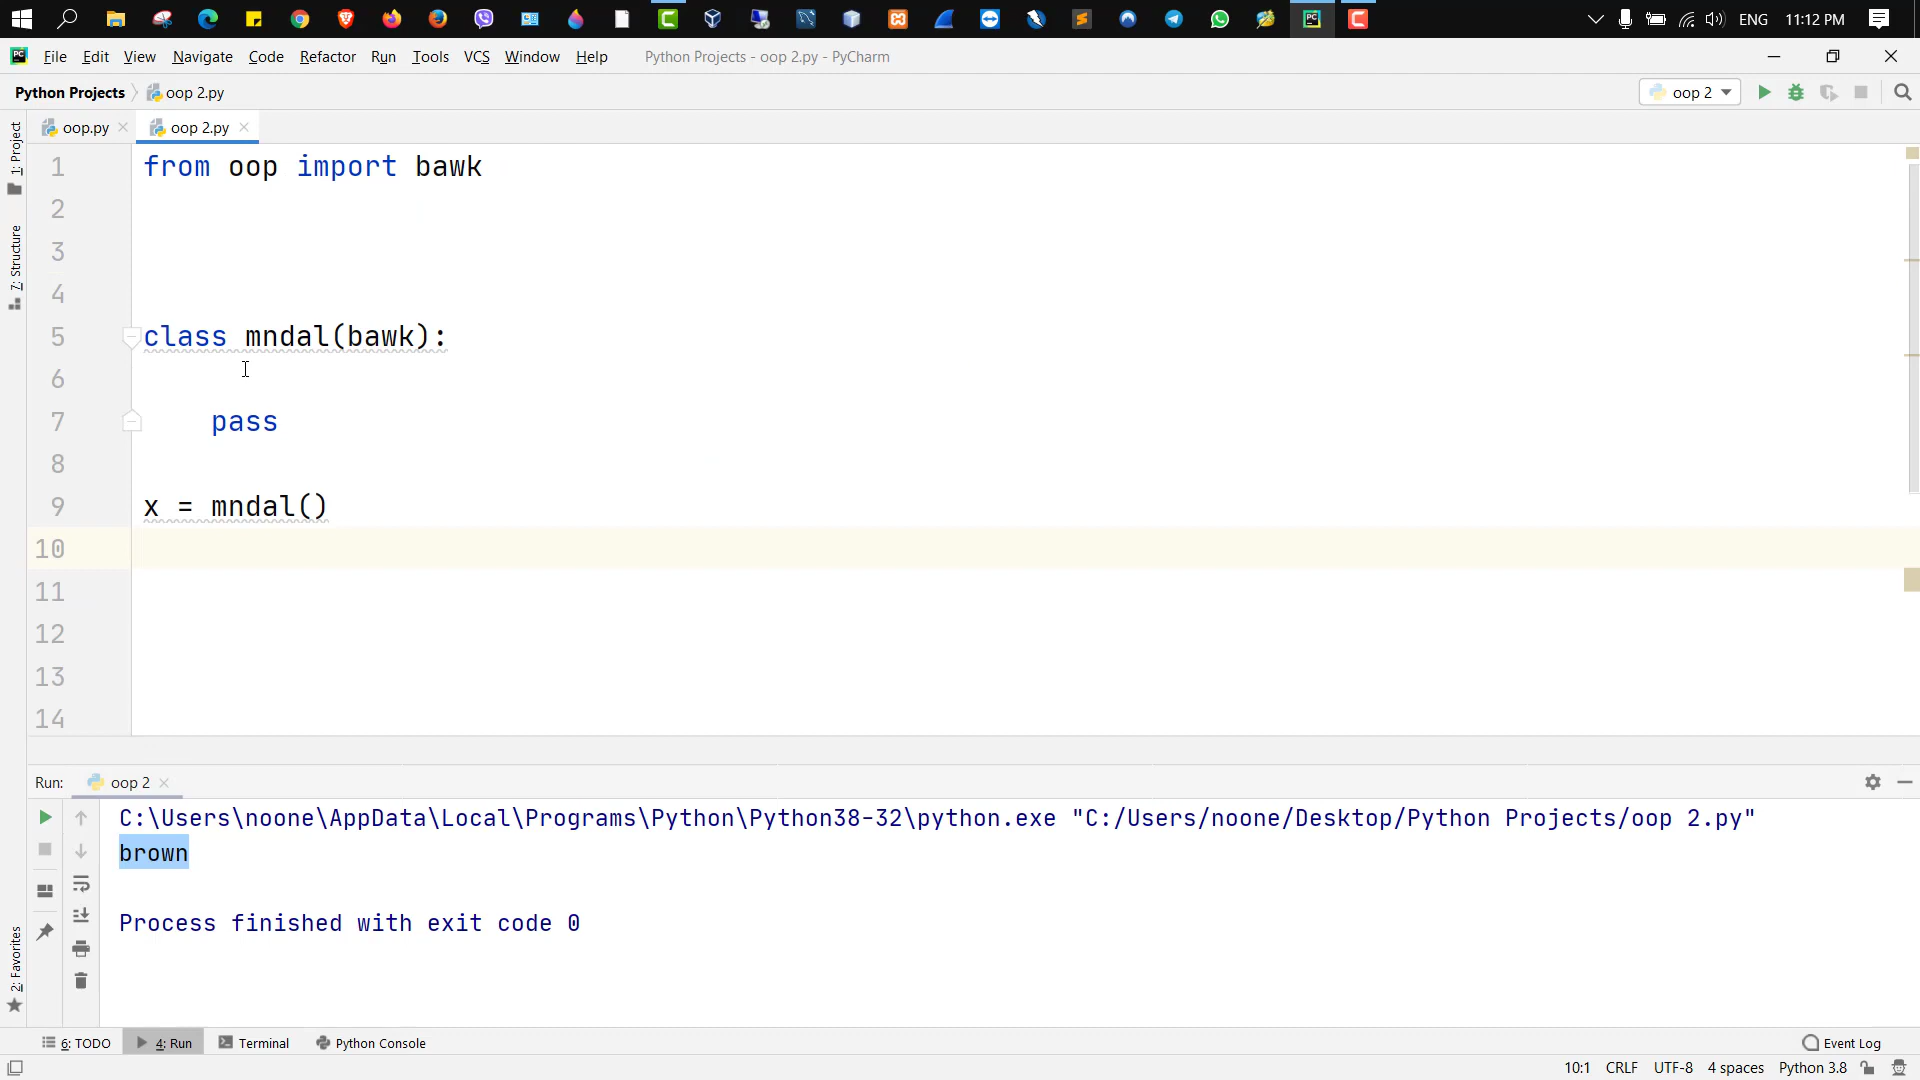 ENG 11:12 PM
File Edit View Navigate Code Refactor Run Tools VCS Window Help Python Projects - oop 2.py - PyCharm
Python Projects oop 2.py oop 2
oop.py oop 2.py
1: Project
7: Structure
1 from oop import bawk
2
3
4
5 class mndal(bawk):
6
7 pass
8
9 x = mndal()
10
11
12
13
14
Run: oop 2
C:\Users\noone\AppData\Local\Programs\Python\Python38-32\python.exe "C:/Users/noone/Desktop/Python Projects/oop 2.py"
brown
Process finished with exit code 0
2: Favorites
6: TODO 4: Run Terminal Python Console Event Log
10:1 CRLF UTF-8 4 spaces Python 3.8